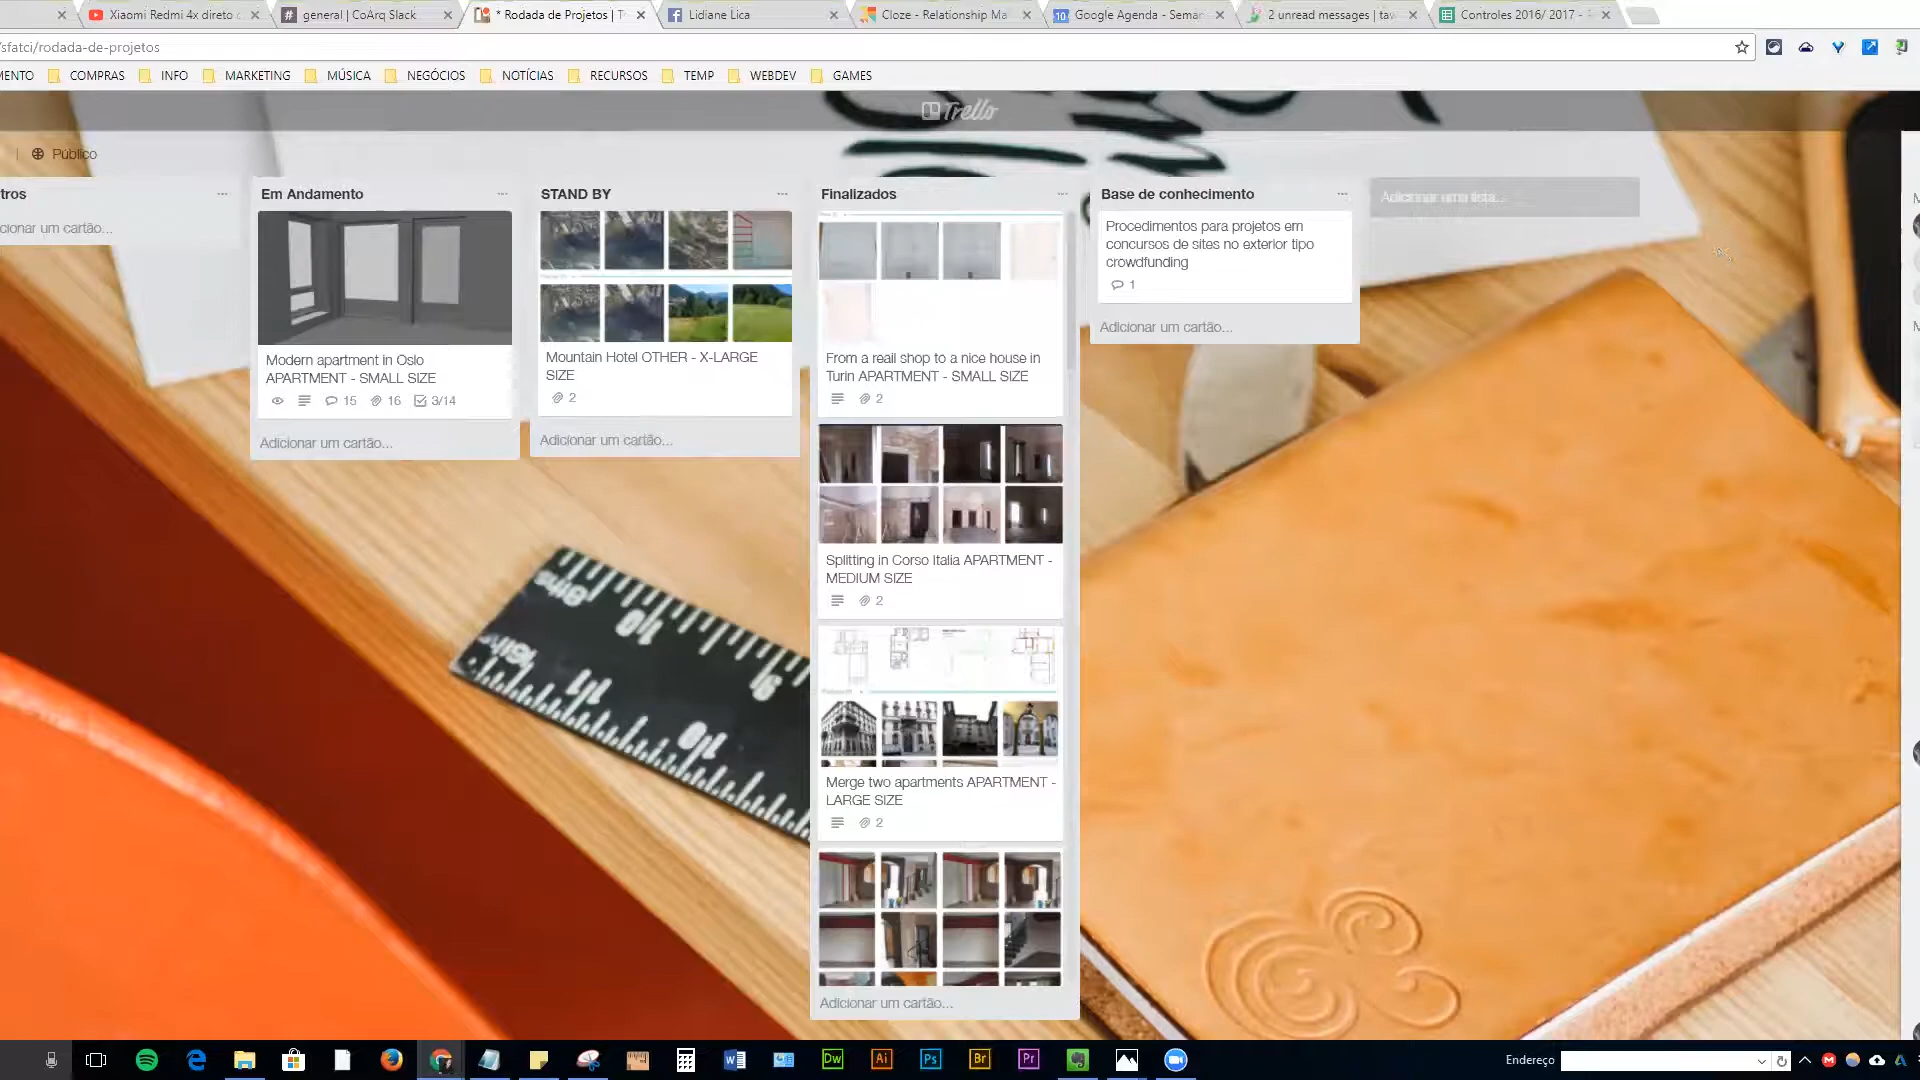 Xiaomi Redmi 4x direto
general | CoArq Slack
* Rodada de Projetos | T
Lidiane Lica
Cloze - Relationship Ma
Google Agenda - Seman
2 unread messages | taw
Controles 2016/ 2017 -
/sfatci/rodada-de-projetos
MENTO
COMPRAS
INFO
MARKETING
MÚSICA
NEGÓCIOS
NOTÍCIAS
RECURSOS
TEMP
WEBDEV
GAMES
Trello
Público
tros
cionar um cartão...
Em Andamento
Modern apartment in Oslo
APARTMENT - SMALL SIZE
15
16
3/14
Adicionar um cartão...
STAND BY
Mountain Hotel OTHER - X-LARGE
SIZE
2
Adicionar um cartão...
Finalizados
From a reail shop to a nice house in
Turin APARTMENT - SMALL SIZE
2
Splitting in Corso Italia APARTMENT -
MEDIUM SIZE
2
Merge two apartments APARTMENT -
LARGE SIZE
2
Adicionar um cartão...
Base de conhecimento
Procedimentos para projetos em
concursos de sites no exterior tipo
crowdfunding
1
Adicionar um cartão...
Adicionar uma lista...
Endereço